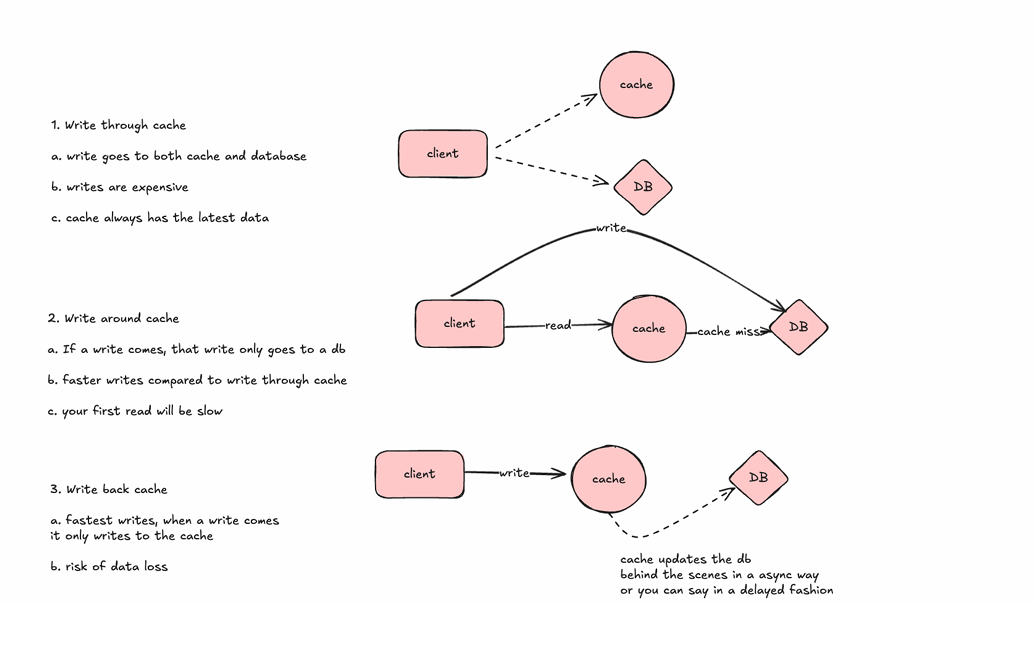 1. Write through cache
a. write goes to both cache and database
b. writes are expensive
c. cache always has the latest data
client
cache
DB
2. Write around cache
a. If a write comes, that write only goes to a db
b. faster writes compared to write through cache
c. your first read will be slow
write
client
read
cache
cache miss
DB
3. Write back cache
a. fastest writes, when a write comes
it only writes to the cache
b. risk of data loss
client
write
cache
DB
cache updates the db
behind the scenes in a async way
or you can say in a delayed fashion